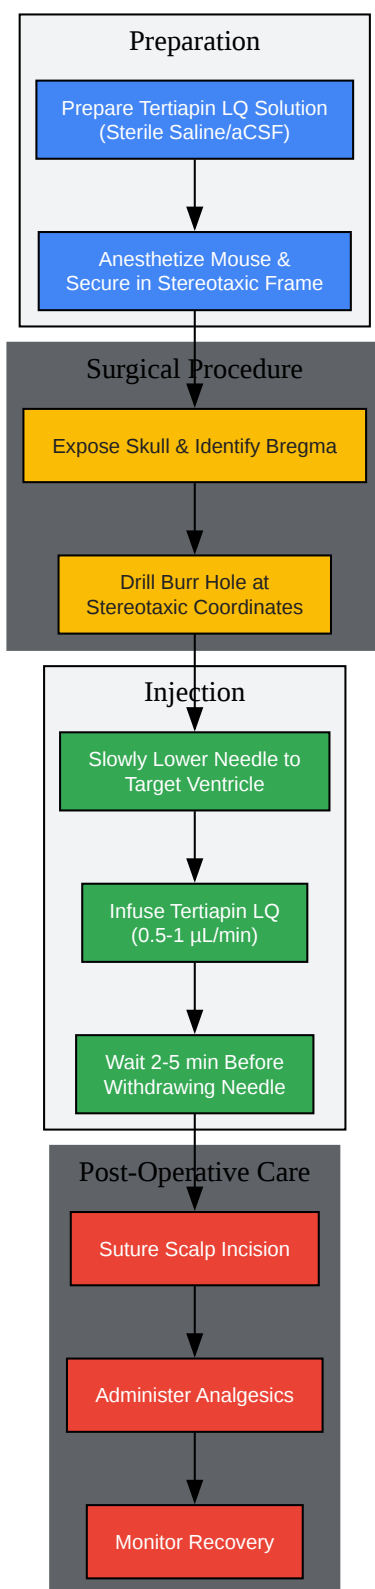 Preparation
Prepare Tertiapin LQ Solution
(Sterile Saline/aCSF)
Anesthetize Mouse &
Secure in Stereotaxic Frame
Surgical Procedure
Expose Skull & Identify Bregma
Drill Burr Hole at
Stereotaxic Coordinates
Injection
Slowly Lower Needle to
Target Ventricle
Infuse Tertiapin LQ
(0.5-1 µL/min)
Wait 2-5 min Before
Withdrawing Needle
Post-Operative Care
Suture Scalp Incision
Administer Analgesics
Monitor Recovery